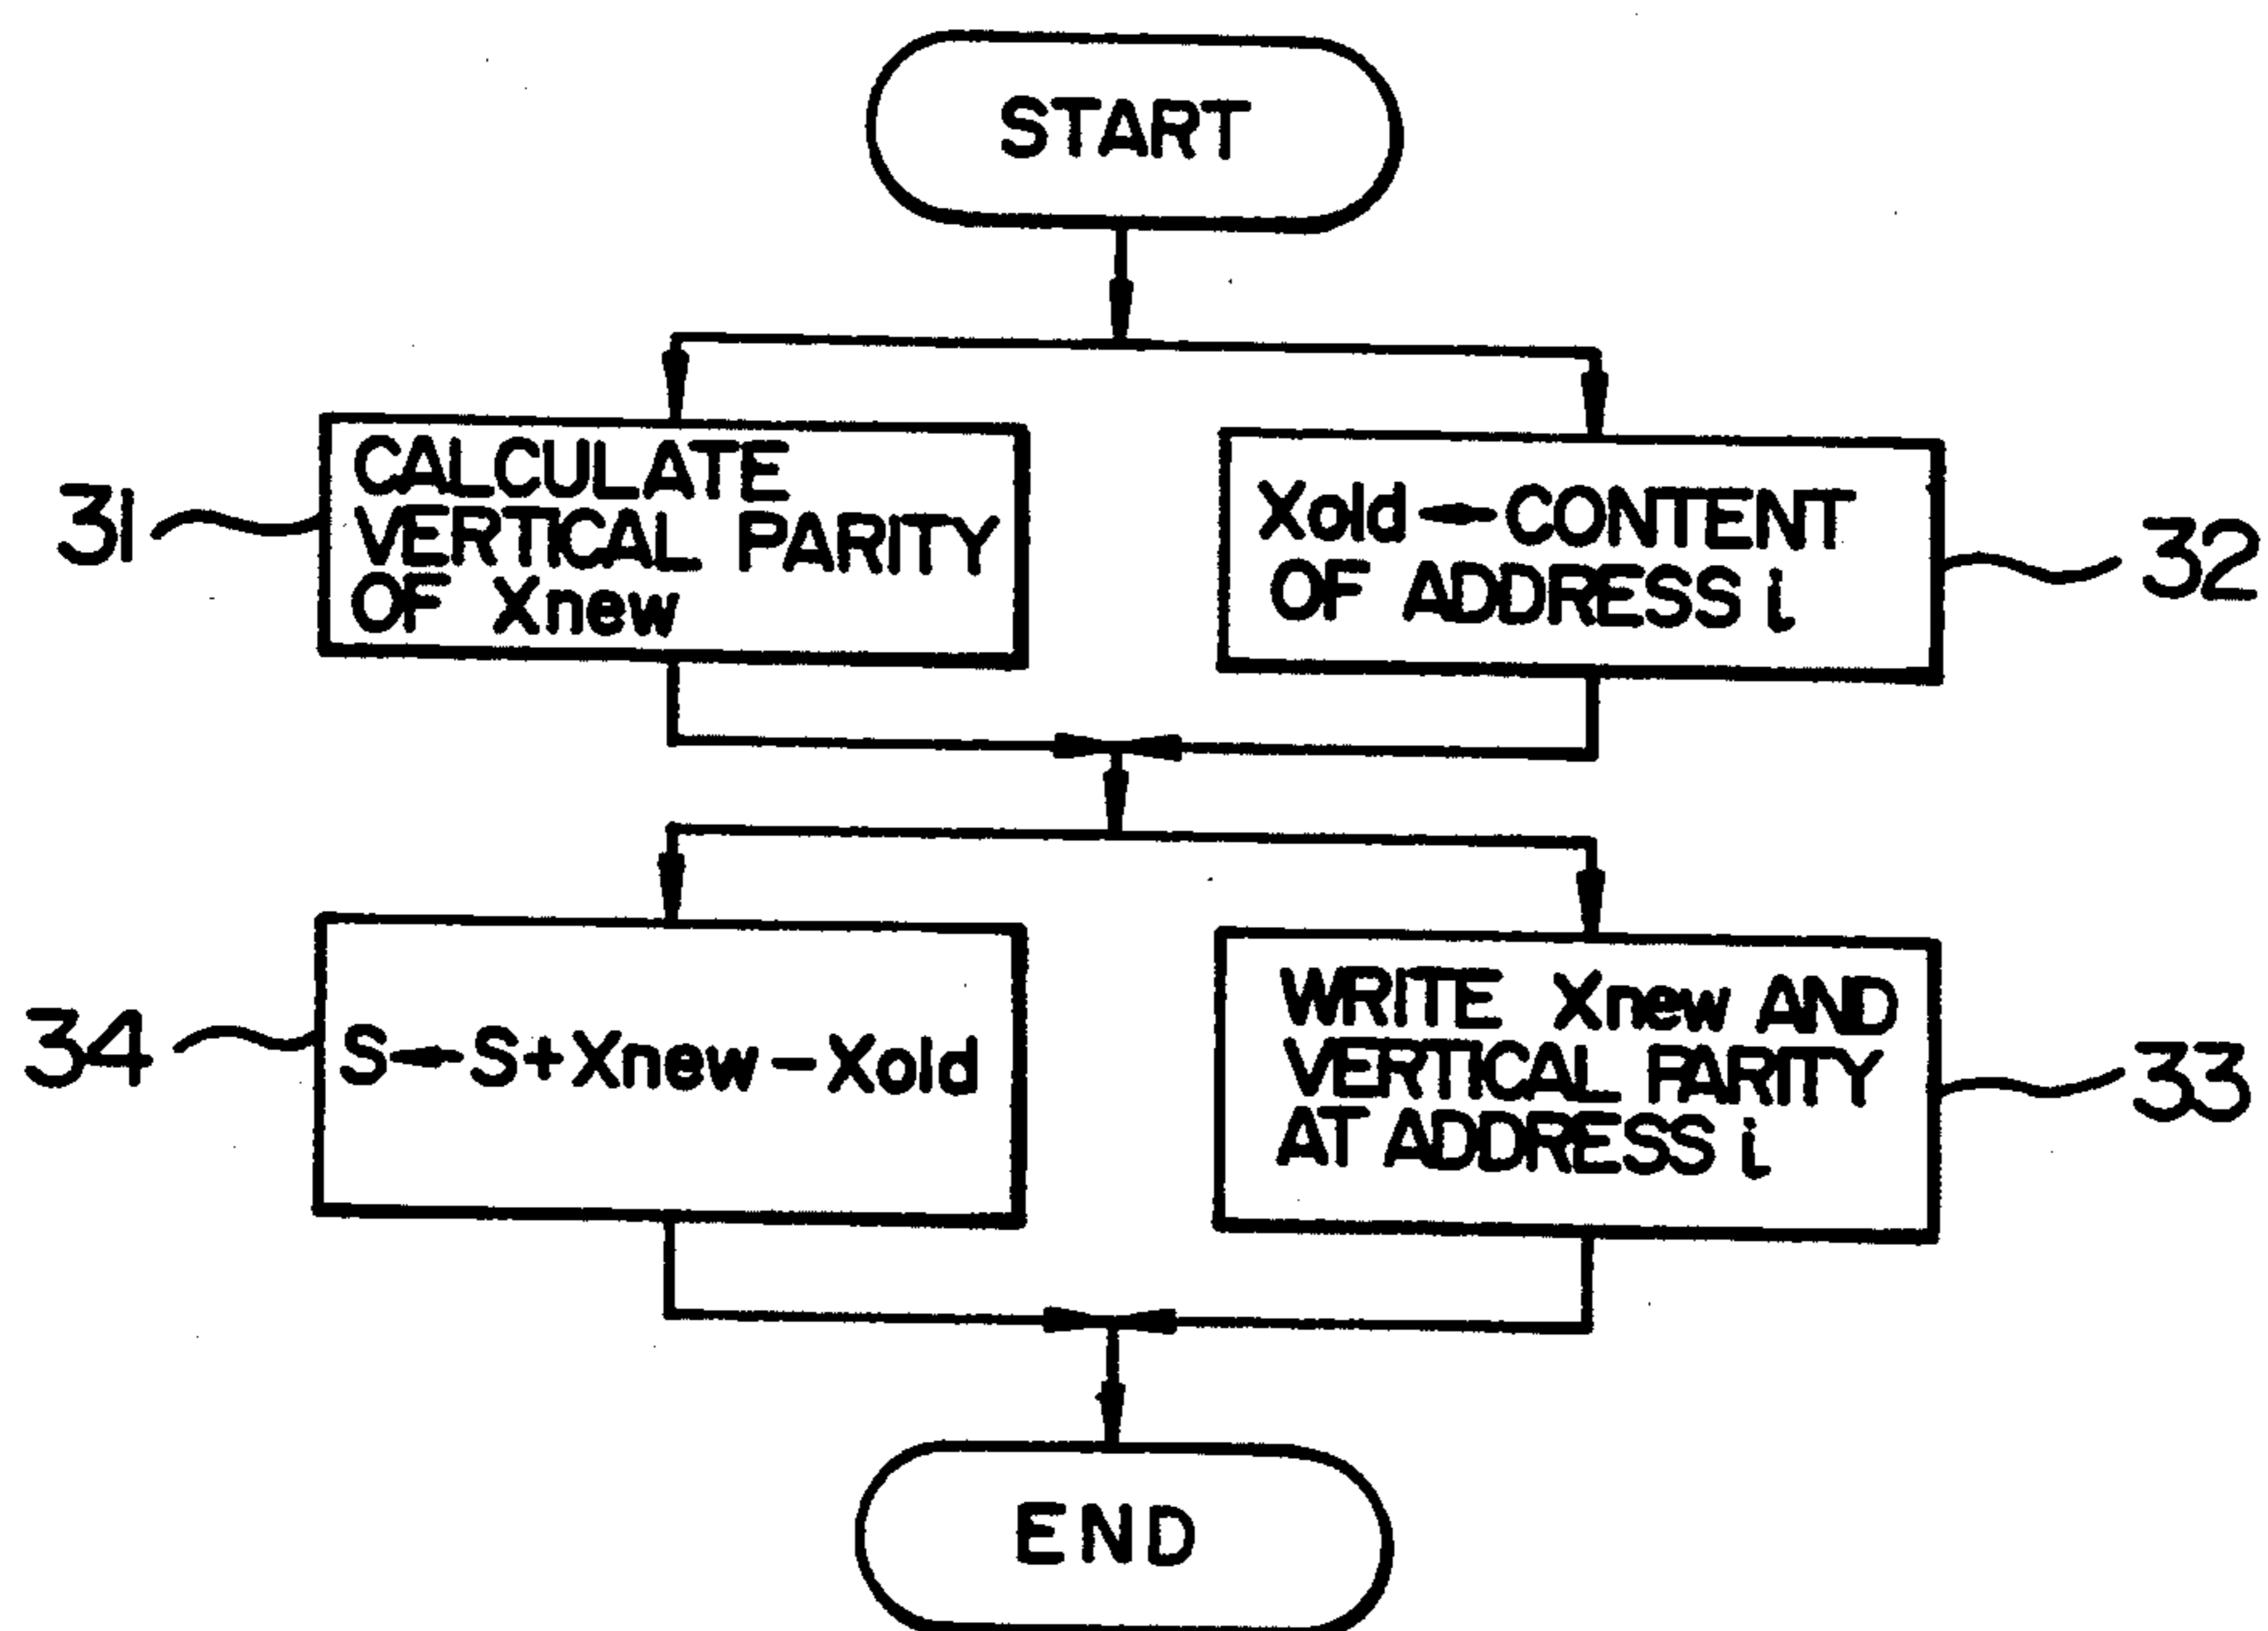 START
31
CALCULATE
VERTICAL PARITY
OF Xnew
Xold ← CONTENT
OF ADDRESS i
32
34
S ← S + Xnew − Xold
WRITE Xnew AND
VERTICAL PARITY
AT ADDRESS i
33
END